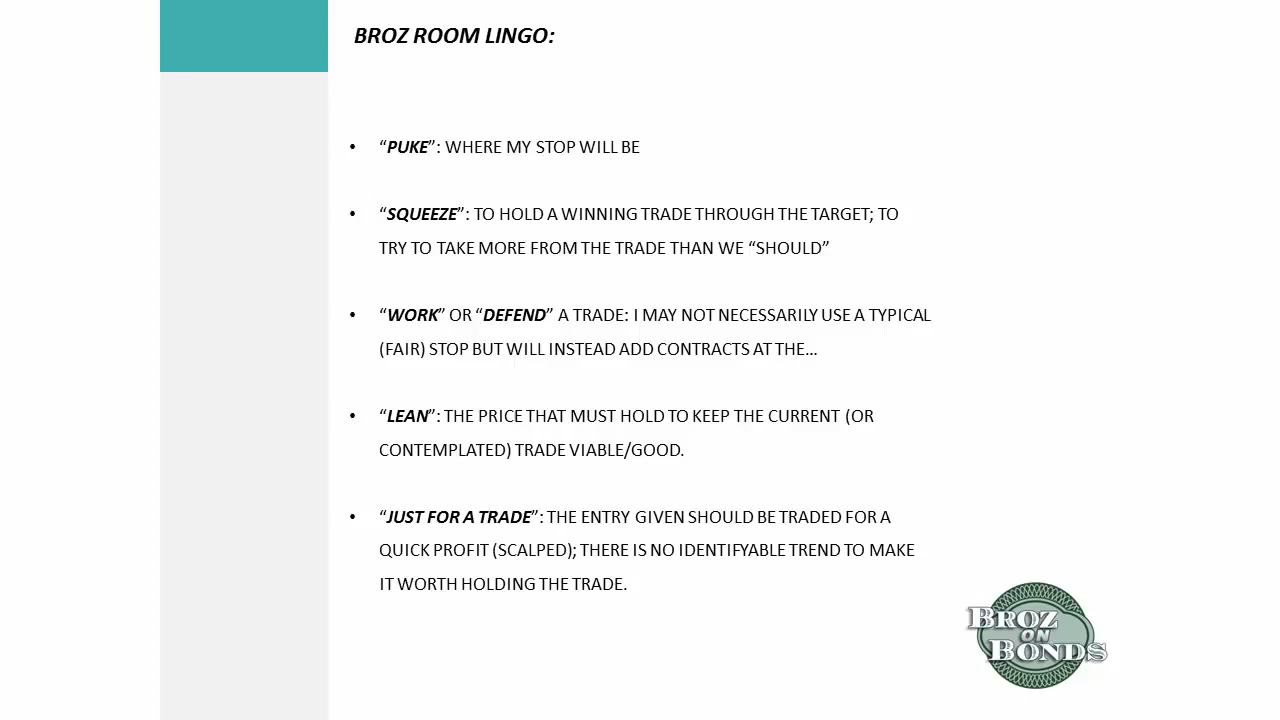 BROZ ROOM LINGO:
• “PUKE”: WHERE MY STOP WILL BE
• “SQUEEZE”: TO HOLD A WINNING TRADE THROUGH THE TARGET; TO
TRY TO TAKE MORE FROM THE TRADE THAN WE “SHOULD”
• “WORK” OR “DEFEND” A TRADE: I MAY NOT NECESSARILY USE A TYPICAL
(FAIR) STOP BUT WILL INSTEAD ADD CONTRACTS AT THE…
• “LEAN”: THE PRICE THAT MUST HOLD TO KEEP THE CURRENT (OR
CONTEMPLATED) TRADE VIABLE/GOOD.
• “JUST FOR A TRADE”: THE ENTRY GIVEN SHOULD BE TRADED FOR A
QUICK PROFIT (SCALPED); THERE IS NO IDENTIFYABLE TREND TO MAKE
IT WORTH HOLDING THE TRADE.
BROZ
ON
BONDS